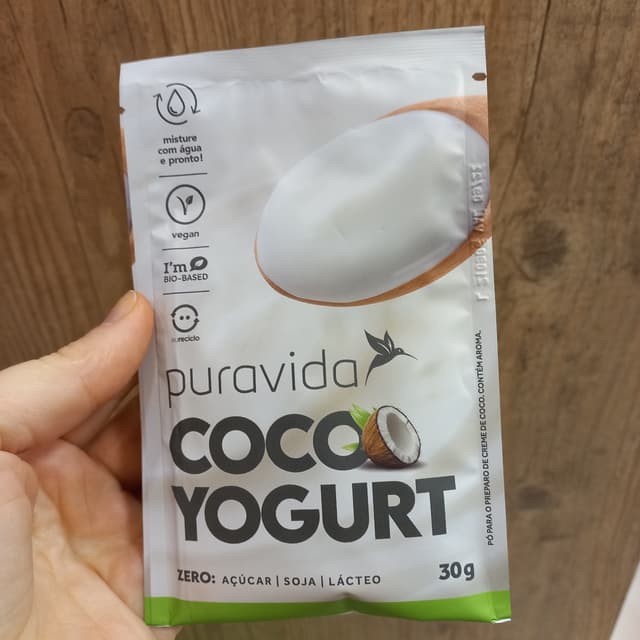 misture
com água
e pronto!
vegan
I'm
BIO-BASED
eureciclo
puravida
COCO
YOGURT
ZERO: AÇÚCAR | SOJA | LÁCTEO
30g
PÓ PARA O PREPARO DE CREME DE COCO. CONTÉM AROMA.